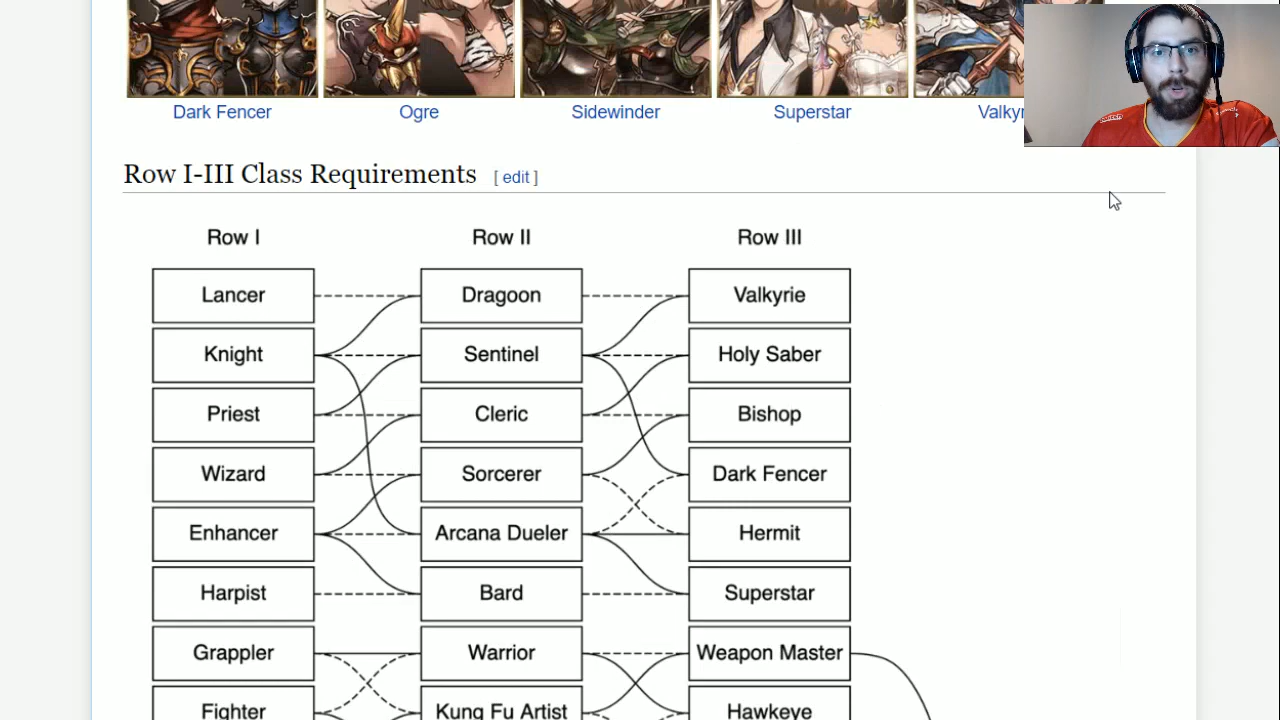 Dark Fencer Ogre Sidewinder Superstar Valkyr
Row I-III Class Requirements [ edit ]
Row I Row II Row III
Lancer Dragoon Valkyrie
Knight Sentinel Holy Saber
Priest Cleric Bishop
Wizard Sorcerer Dark Fencer
Enhancer Arcana Dueler Hermit
Harpist Bard Superstar
Grappler Warrior Weapon Master
Fighter Kung Fu Artist Hawkeye